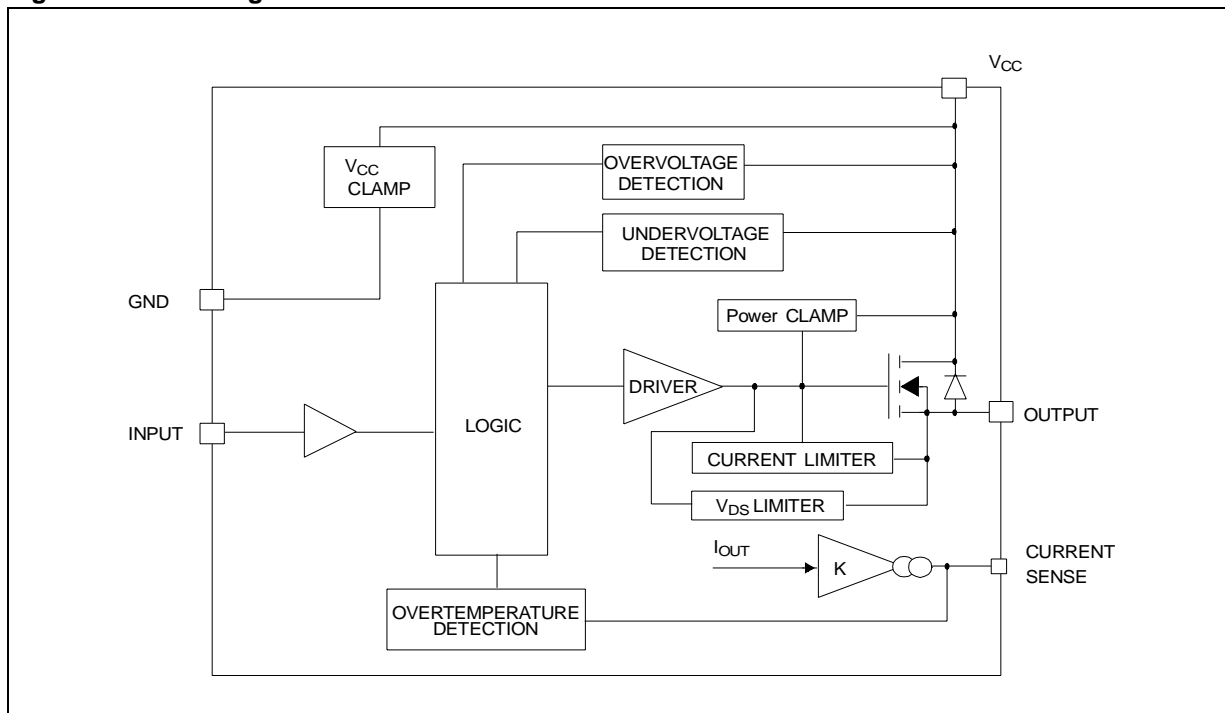 VCC
VCC
CLAMP
OVERVOLTAGE
DETECTION
UNDERVOLTAGE
DETECTION
GND
Power CLAMP
DRIVER
OUTPUT
INPUT
LOGIC
CURRENT LIMITER
VDS LIMITER
IOUT
K
CURRENT
SENSE
OVERTEMPERATURE
DETECTION